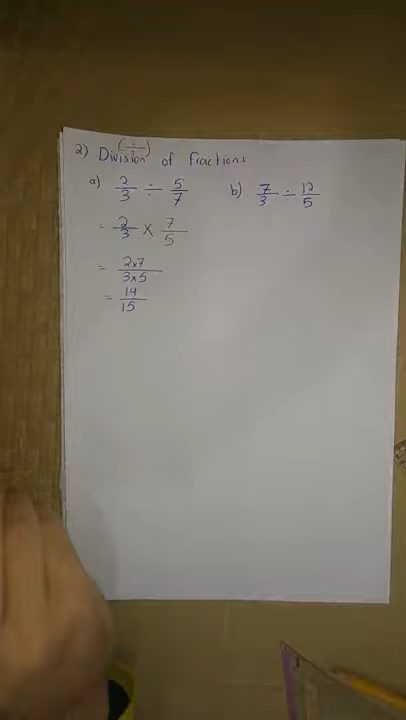 2) Division of Fractions
a) 2/3 ÷ 5/7
= 2/3 × 7/5
= 2×7/3×5
= 14/15
b) 7/3 ÷ 12/5